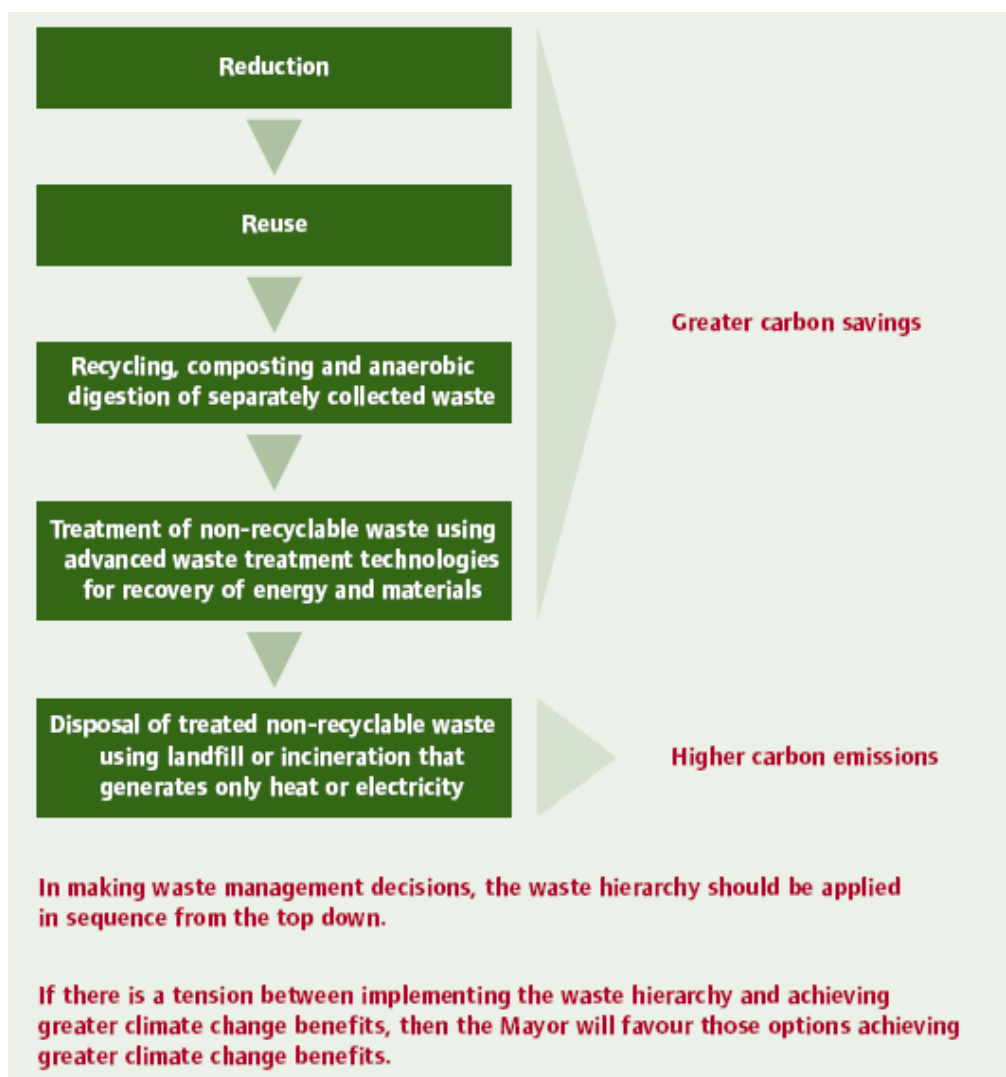 Reduction
Reuse
Recycling, composting and anaerobic
digestion of separately collected waste
Treatment of non-recyclable waste using
advanced waste treatment technologies
for recovery of energy and materials
Disposal of treated non-recyclable waste
using landfill or incineration that
generates only heat or electricity
Greater carbon savings
Higher carbon emissions
In making waste management decisions, the waste hierarchy should be applied
in sequence from the top down.
If there is a tension between implementing the waste hierarchy and achieving
greater climate change benefits, then the Mayor will favour those options achieving
greater climate change benefits.